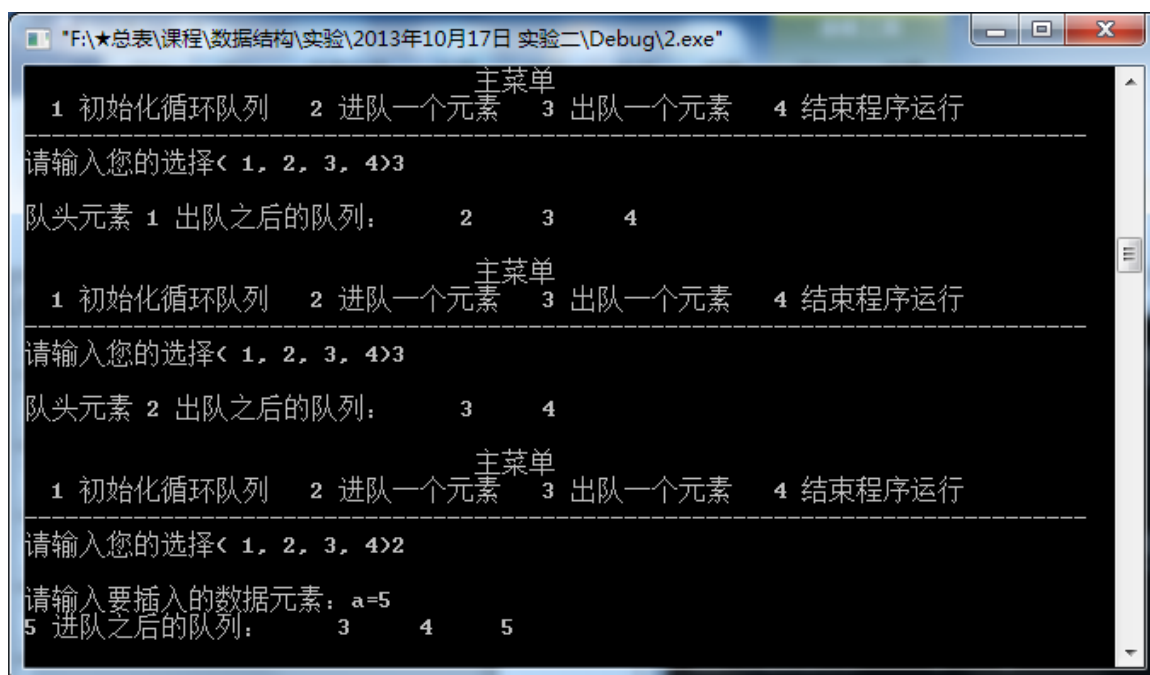 "F:\★总表\课程\数据结构\实验\2013年10月17日 实验二\Debug\2.exe"
主菜单
1 初始化循环队列 2 进队一个元素 3 出队一个元素 4 结束程序运行
--------------------------------------------------------------------------------
请输入您的选择( 1, 2, 3, 4)3
队头元素 1 出队之后的队列: 2 3 4
主菜单
1 初始化循环队列 2 进队一个元素 3 出队一个元素 4 结束程序运行
--------------------------------------------------------------------------------
请输入您的选择( 1, 2, 3, 4)3
队头元素 2 出队之后的队列: 3 4
主菜单
1 初始化循环队列 2 进队一个元素 3 出队一个元素 4 结束程序运行
--------------------------------------------------------------------------------
请输入您的选择( 1, 2, 3, 4)2
请输入要插入的数据元素: a=5
5 进队之后的队列: 3 4 5